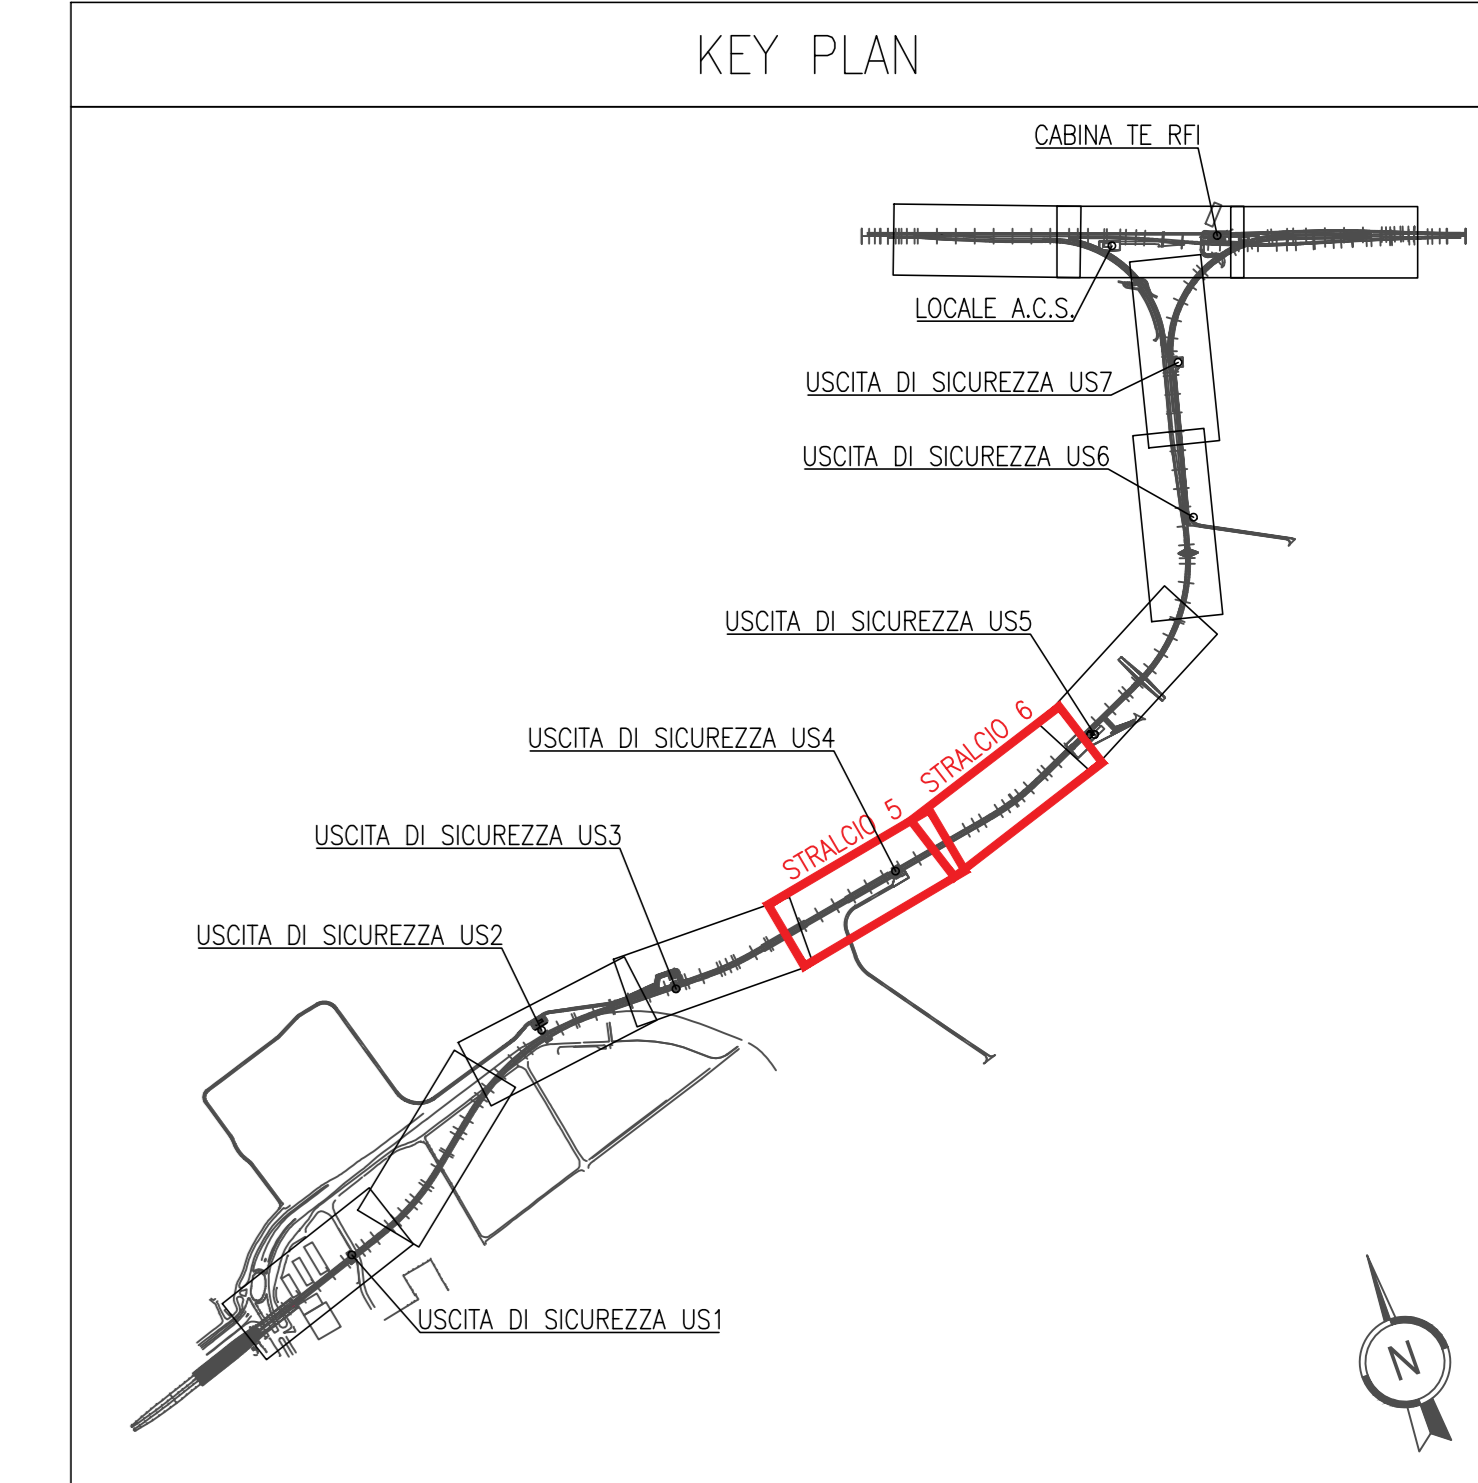 KEY PLAN
CABINA TE RFI
LOCALE A.C.S.
USCITA DI SICUREZZA US7
USCITA DI SICUREZZA US6
USCITA DI SICUREZZA US5
STRALCIO 6
USCITA DI SICUREZZA US4
STRALCIO 5
USCITA DI SICUREZZA US3
USCITA DI SICUREZZA US2
USCITA DI SICUREZZA US1
N